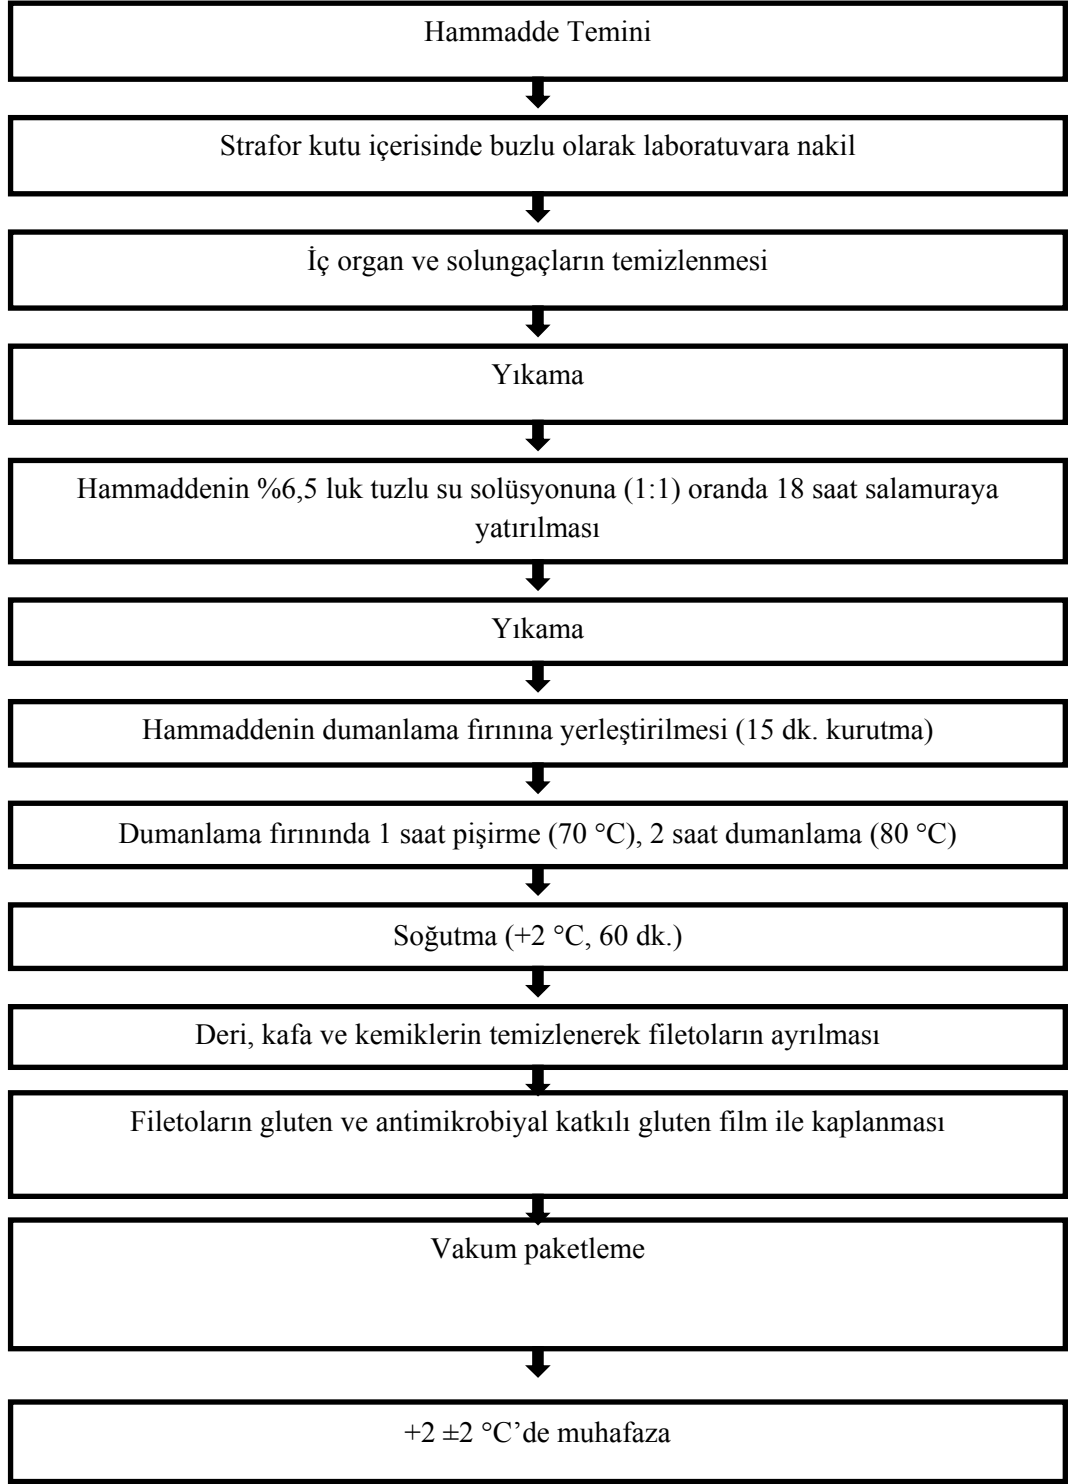 Hammadde Temini
Strafor kutu içerisinde buzlu olarak laboratuvara nakil
İç organ ve solungaçların temizlenmesi
Yıkama
Hammaddenin %6,5 luk tuzlu su solüsyonuna (1:1) oranda 18 saat salamuraya
yatırılması
Yıkama
Hammaddenin dumanlama fırınına yerleştirilmesi (15 dk. kurutma)
Dumanlama fırınında 1 saat pişirme (70 °C), 2 saat dumanlama (80 °C)
Soğutma (+2 °C, 60 dk.)
Deri, kafa ve kemiklerin temizlenerek filetoların ayrılması
Filetoların gluten ve antimikrobiyal katkılı gluten film ile kaplanması
Vakum paketleme
+2 ±2 °C’de muhafaza